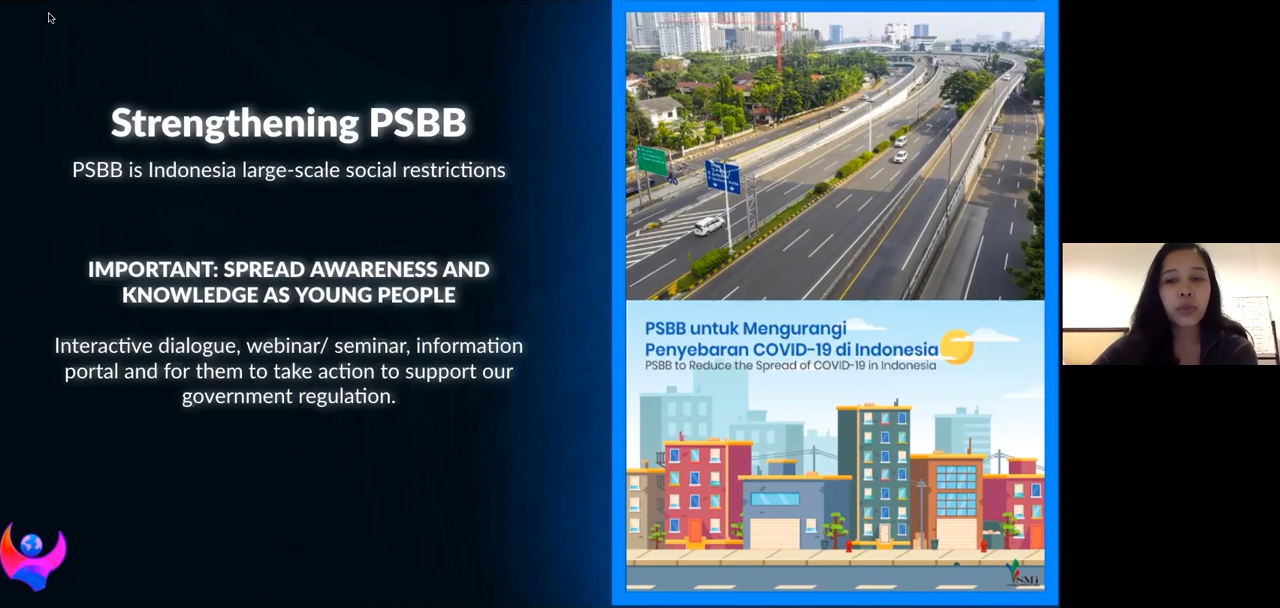 Strengthening PSBB
PSBB is Indonesia large-scale social restrictions
IMPORTANT: SPREAD AWARENESS AND
KNOWLEDGE AS YOUNG PEOPLE
Interactive dialogue, webinar/ seminar, information
portal and for them to take action to support our
government regulation.
PSBB untuk Mengurangi
Penyebaran COVID-19 di Indonesia
PSBB to Reduce the Spread of COVID-19 in Indonesia
SMi